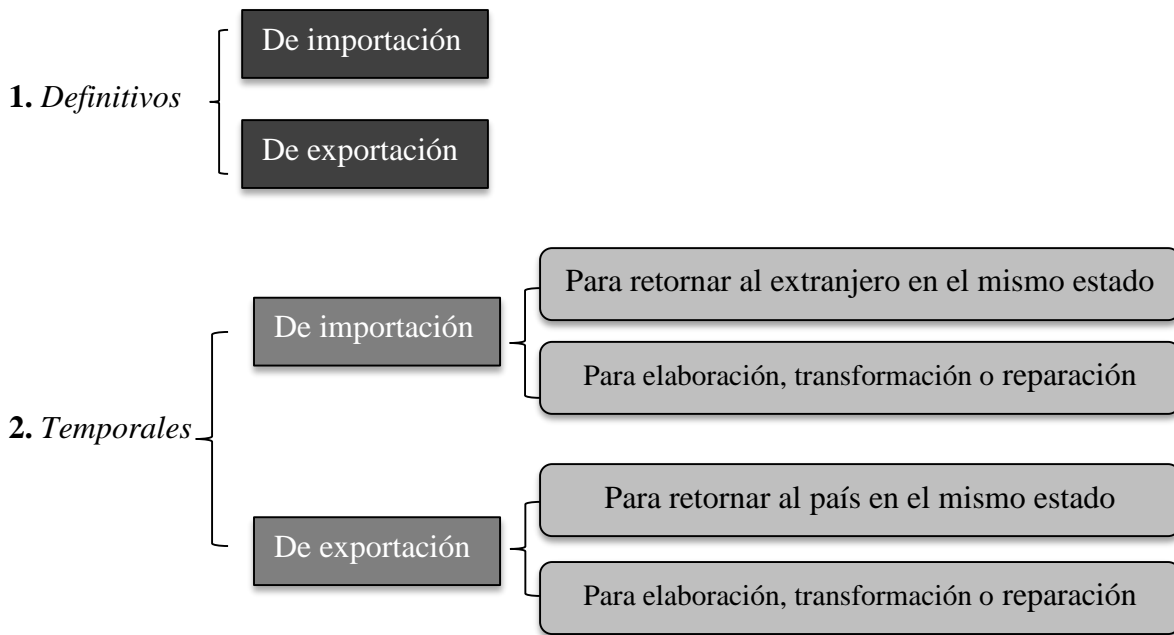 De importación
1. Definitivos
De exportación
Para retornar al extranjero en el mismo estado
De importación
Para elaboración, transformación o reparación
2. Temporales
Para retornar al país en el mismo estado
De exportación
Para elaboración, transformación o reparación